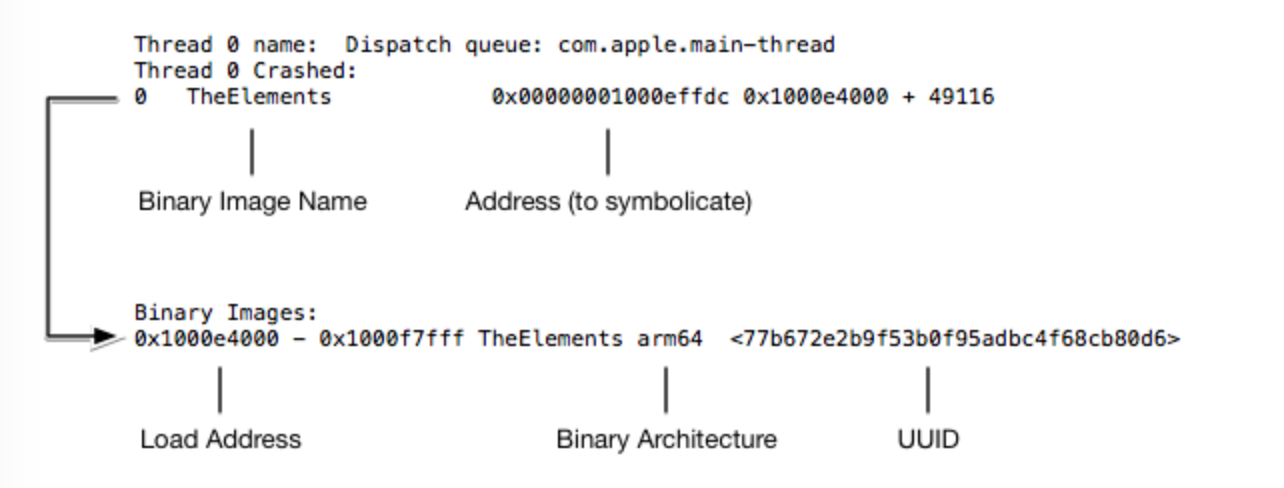 Thread 0 name:  Dispatch queue: com.apple.main-thread
Thread 0 Crashed:
0   TheElements                 0x00000001000effdc 0x1000e4000 + 49116
Binary Image Name
Address (to symbolicate)
Binary Images:
0x1000e4000 - 0x1000f7fff TheElements arm64  <77b672e2b9f53b0f95adbc4f68cb80d6>
Load Address
Binary Architecture
UUID